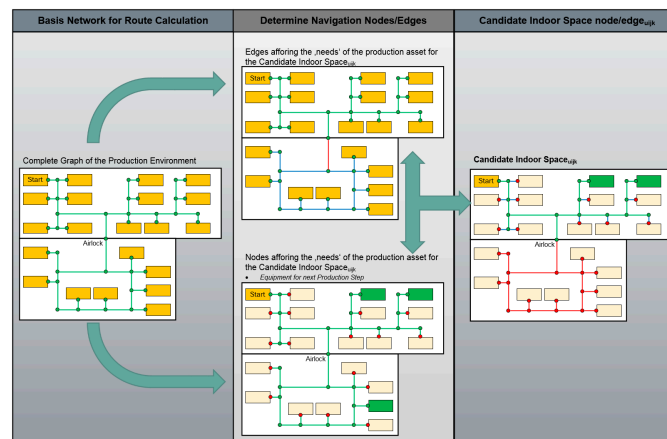 Basis Network for Route Calculation
Determine Navigation Nodes/Edges
Candidate Indoor Space node/edgeuijk
Edges afforing the ‚needs' of the production asset for
the Candidate Indoor Spaceuijk
Start
Complete Graph of the Production Environment
Start
Airlock
Candidate Indoor Spaceuijk
Start
Airlock
Nodes afforing the ‚needs' of the production asset for
the Candidate Indoor Spaceuijk
• Equipment for next Production Step
Start
Airlock